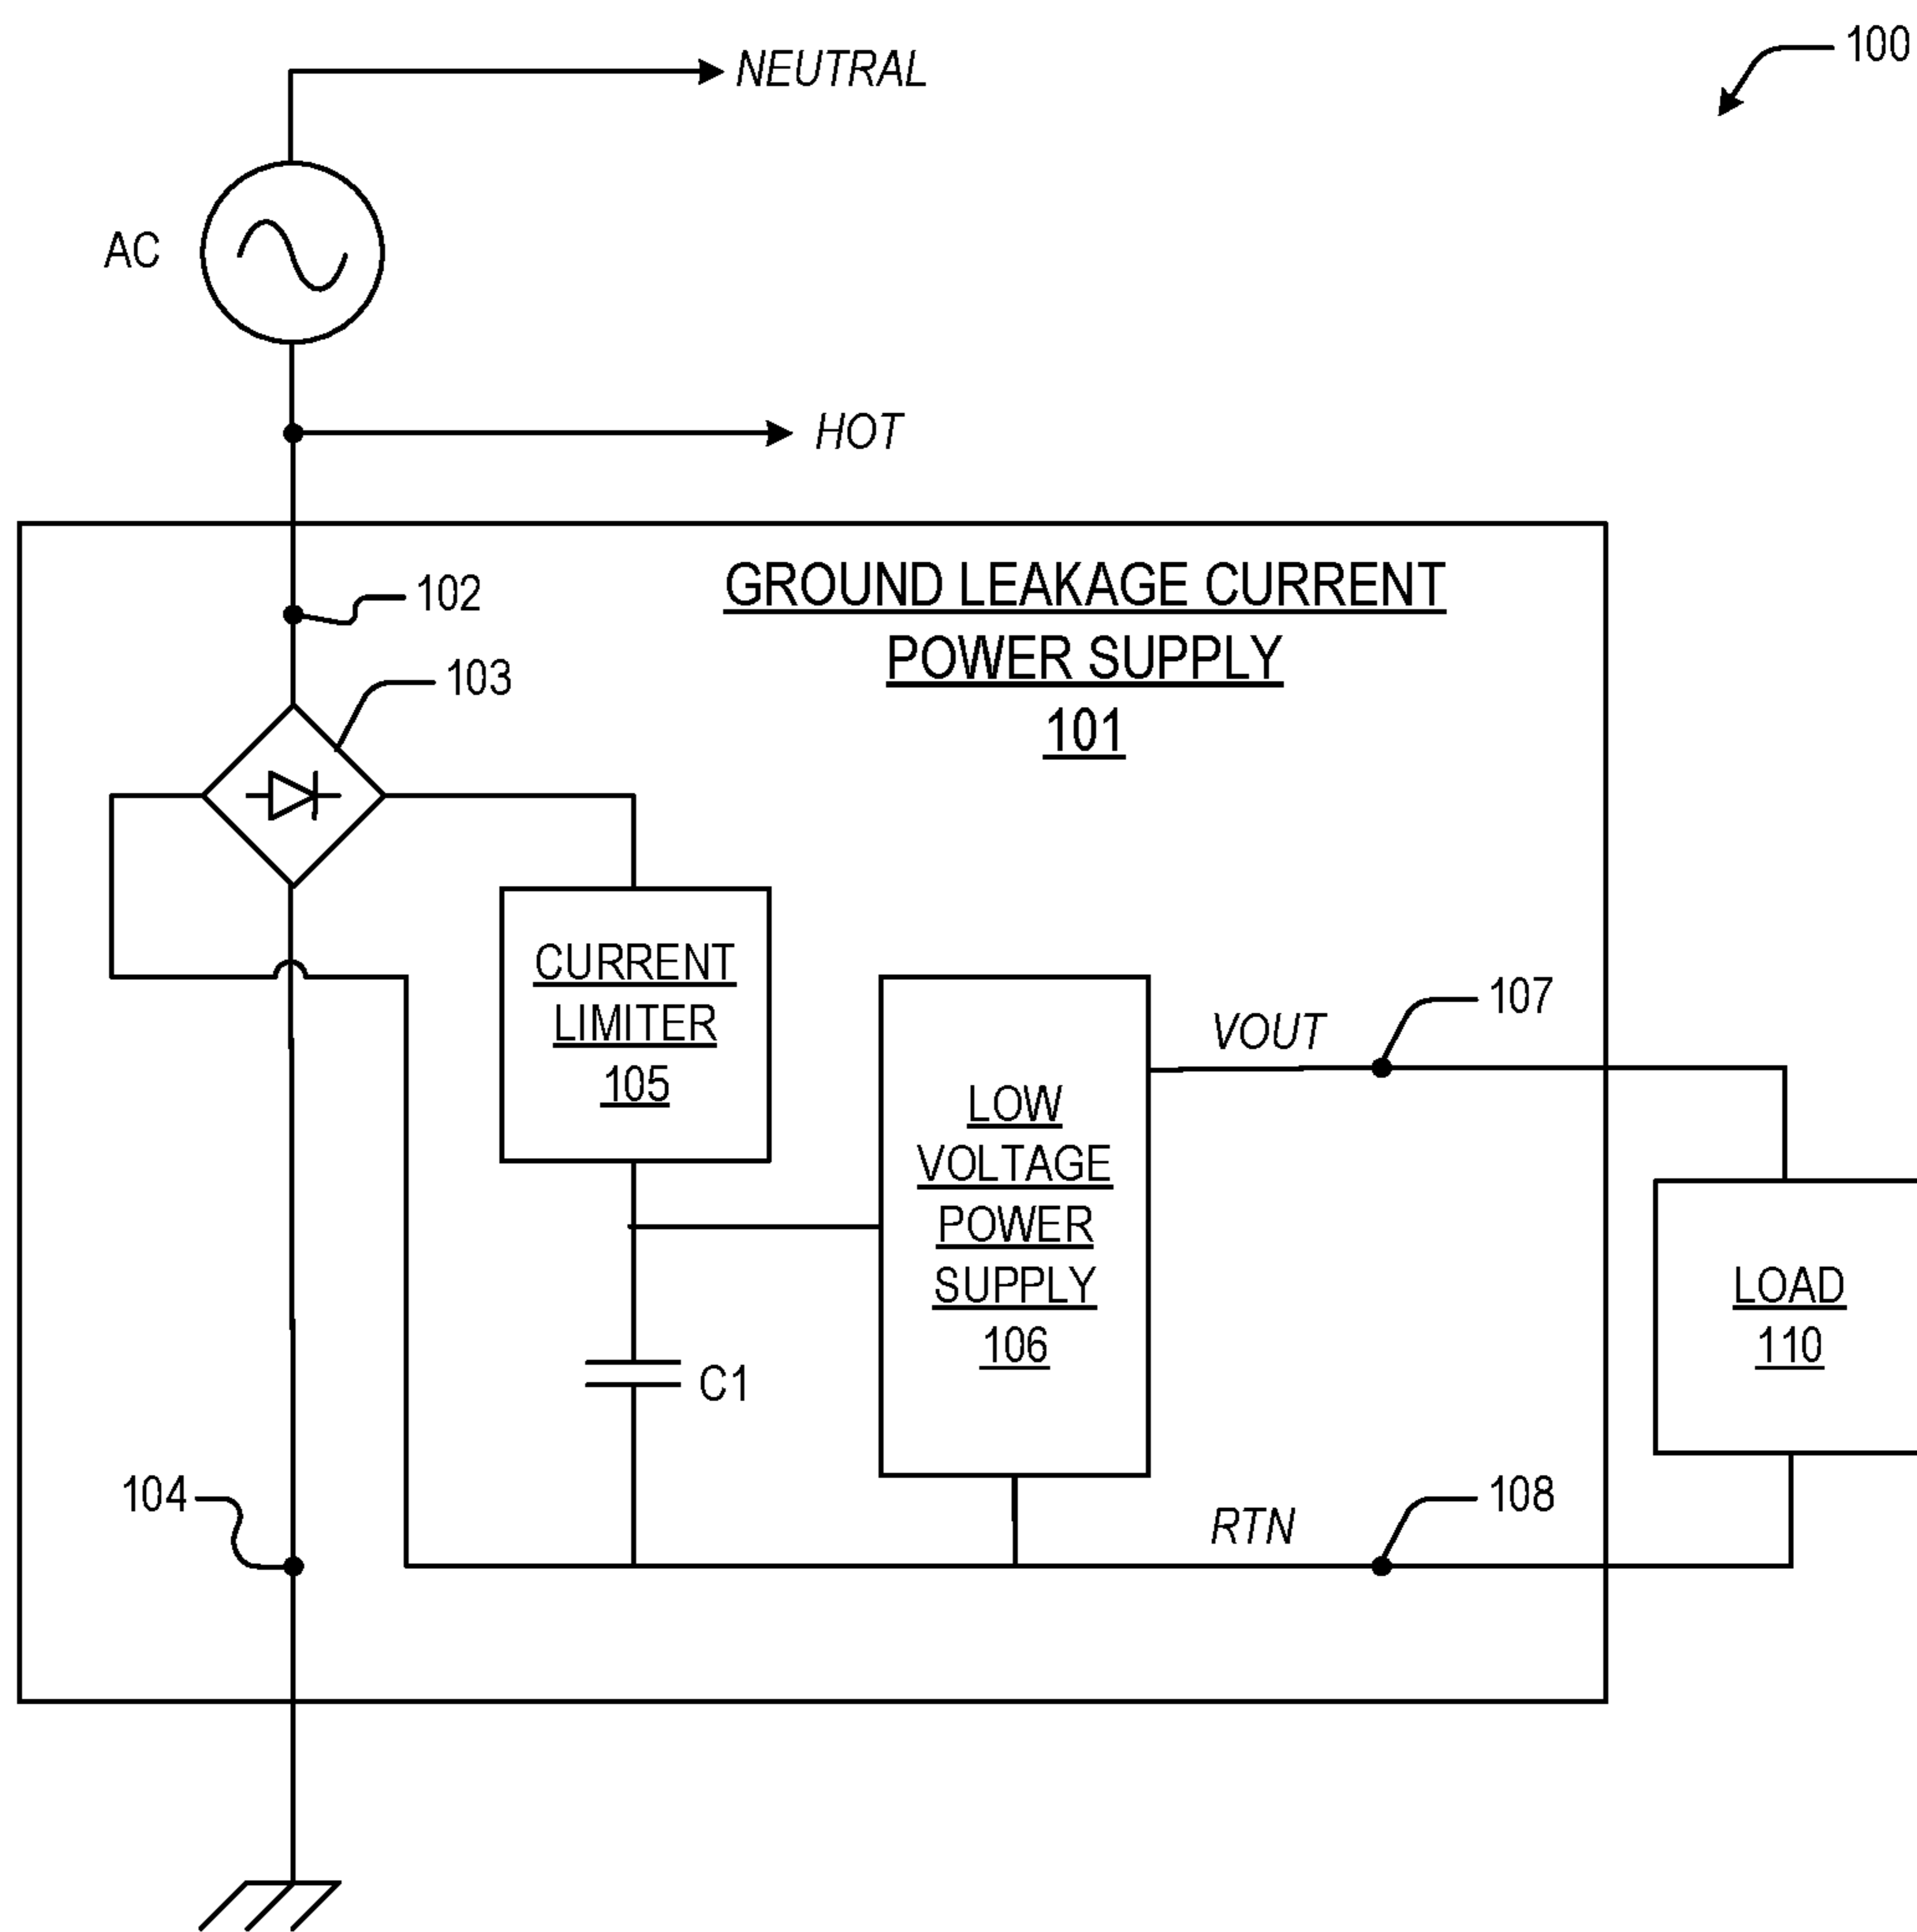 100
NEUTRAL
AC
HOT
102
GROUND LEAKAGE CURRENT
POWER SUPPLY
101
103
CURRENT
LIMITER
105
107
VOUT
LOW
VOLTAGE
POWER
SUPPLY
106
LOAD
110
C1
104
108
RTN